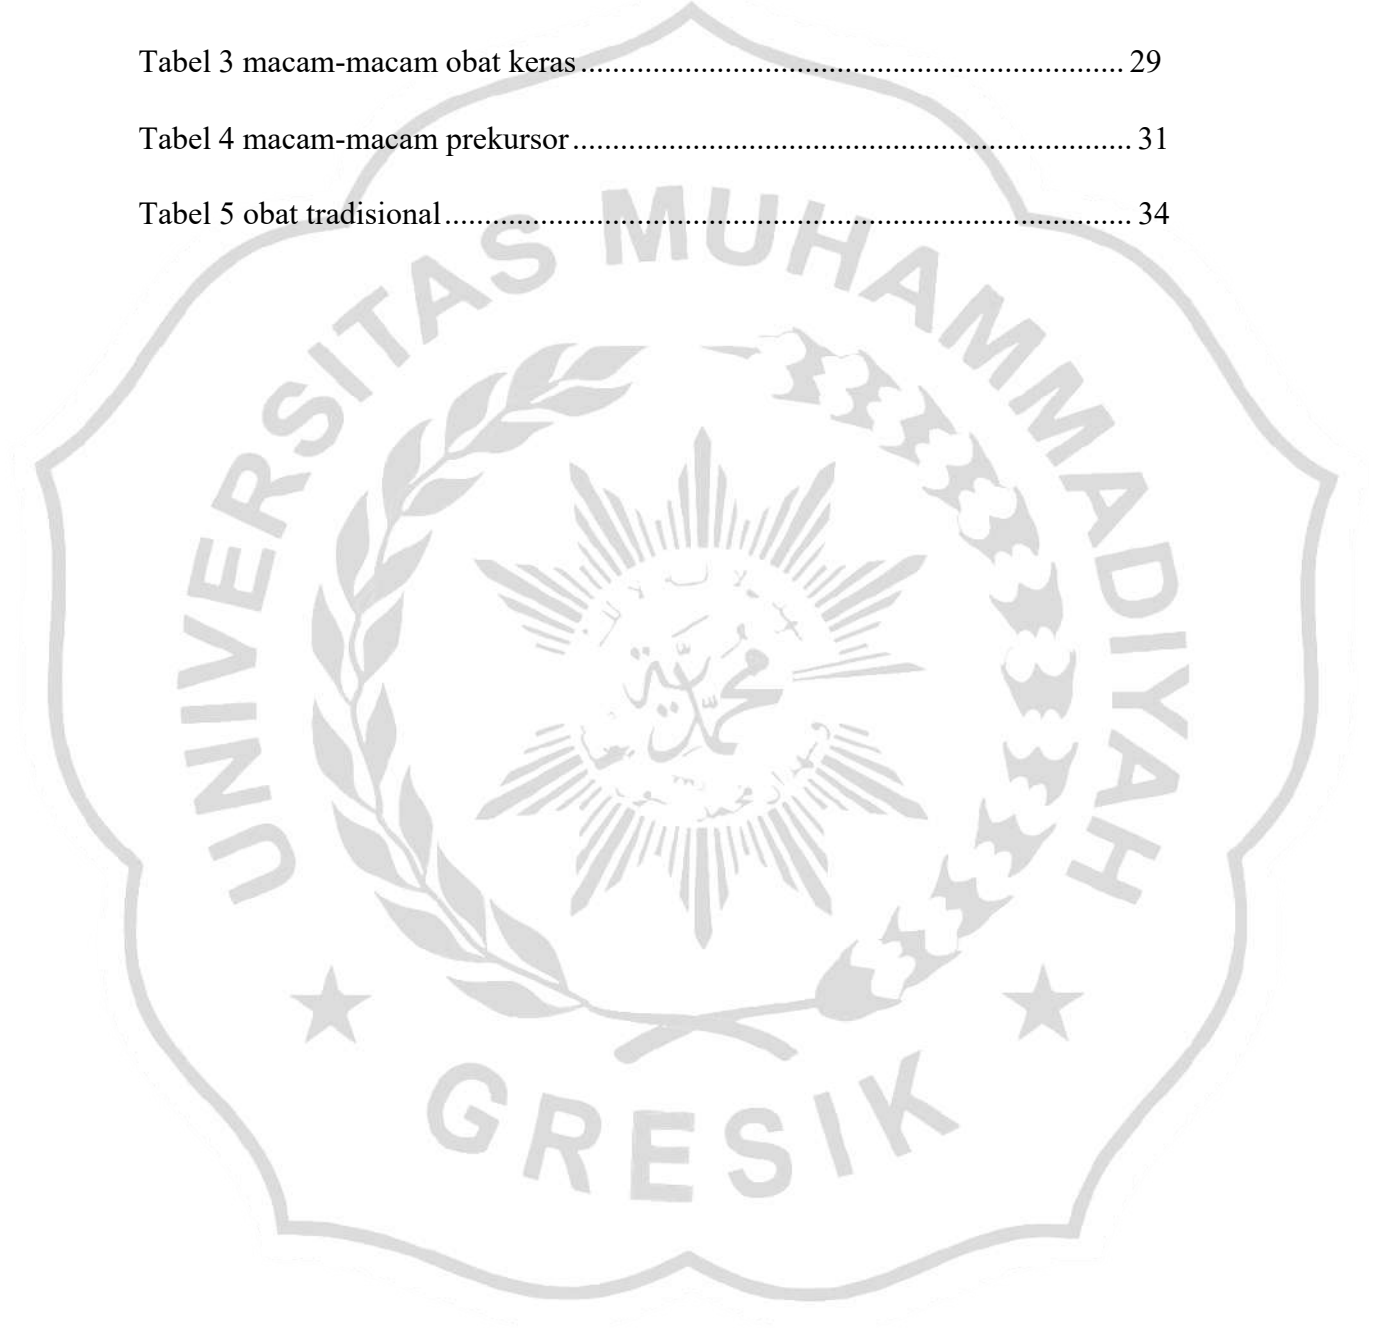 Tabel 3 macam-macam obat keras.................................................................... 29
Tabel 4 macam-macam prekursor...................................................................... 31
Tabel 5 obat tradisional...................................................................................... 34
UNIVERSITAS MUHAMMADIYAH
محمدية
GRESIK